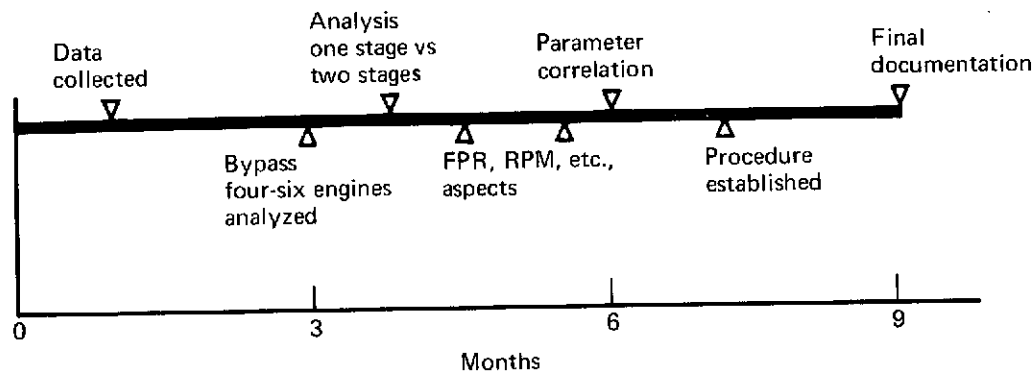 Data
collected
Analysis
one stage vs
two stages
Parameter
correlation
Final
documentation
Bypass
four-six engines
analyzed
FPR, RPM, etc.,
aspects
Procedure
established
0
3
6
9
Months